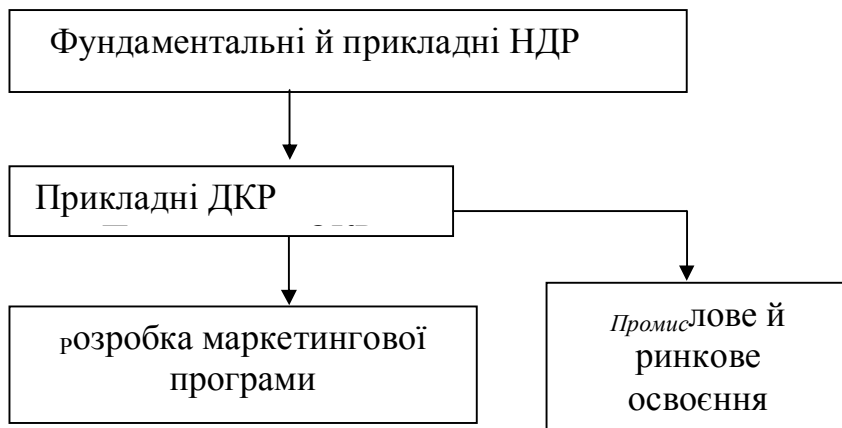 Фундаментальні й прикладні НДР
Прикладні ДКР
Розробка маркетингової
програми
Промислове й
ринкове
освоєння